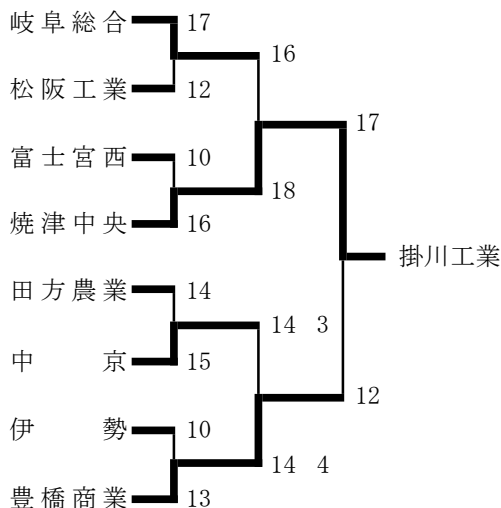 岐阜総合 17
16
松阪工業 12
17
富士宮西 10
18
焼津中央 16
掛川工業
田方農業 14
14 3
中京 15
12
伊勢 10
14 4
豊橋商業 13